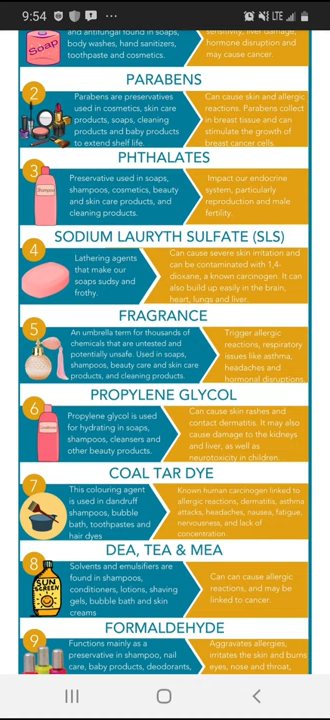 9:54
LTE
Soap
and antifungal found in soaps,
body washes, hand sanitizers,
toothpaste and cosmetics.
sensitivity, liver damage,
hormone disruption and
may cause cancer.
PARABENS
2
Parabens are preservatives
used in cosmetics, skin care
products, soaps, cleaning
products and baby products
to extend shelf life.
Can cause skin and allergic
reactions. Parabens collect
in breast tissue and can
stimulate the growth of
breast cancer cells.
PHTHALATES
3
Shampoo
Preservative used in soaps,
shampoos, cosmetics, beauty
and skin care products, and
cleaning products.
Impact our endocrine
system, particularly
reproduction and male
fertility.
SODIUM LAURYTH SULFATE (SLS)
4
Lathering agents
that make our
soaps sudsy and
frothy.
Can cause severe skin irritation and
can be contaminated with 1,4-
dioxane, a known carcinogen. It can
also build up easily in the brain,
heart, lungs and liver.
FRAGRANCE
5
An umbrella term for thousands of
chemicals that are untested and
potentially unsafe. Used in soaps,
shampoos, beauty and skin care
products, and cleaning products.
Trigger allergic
reactions, respiratory
issues like asthma,
headaches and
hormonal disruptions
PROPYLENE GLYCOL
6
Propylene glycol is used
for hydrating in soaps,
shampoos, cleansers and
other beauty products.
Can cause skin rashes and
contact dermatitis. It may also
cause damage to the kidneys
and liver, as well as
neurotoxicity in children.
COAL TAR DYE
7
This colouring agent
is used in dandruff
shampoos, bubble
bath, toothpastes and
hair dyes
Known human carcinogen linked to
allergic reactions, dermatitis, asthma
attacks, headaches, nausea, fatigue,
nervousness, and lack of
concentration.
DEA, TEA & MEA
8
SUN
SCREEN
Solvents and emulsifiers are
found in shampoos,
conditioners, lotions, shaving
gels, bubble bath and skin
creams
Can can cause allergic
reactions, and may be
linked to cancer.
FORMALDEHYDE
9
Functions mainly as a
preservative in shampoo, nail
care, baby products, deodorants,
Aggravates allergies,
irritates the skin and burns
eyes, nose and throat,